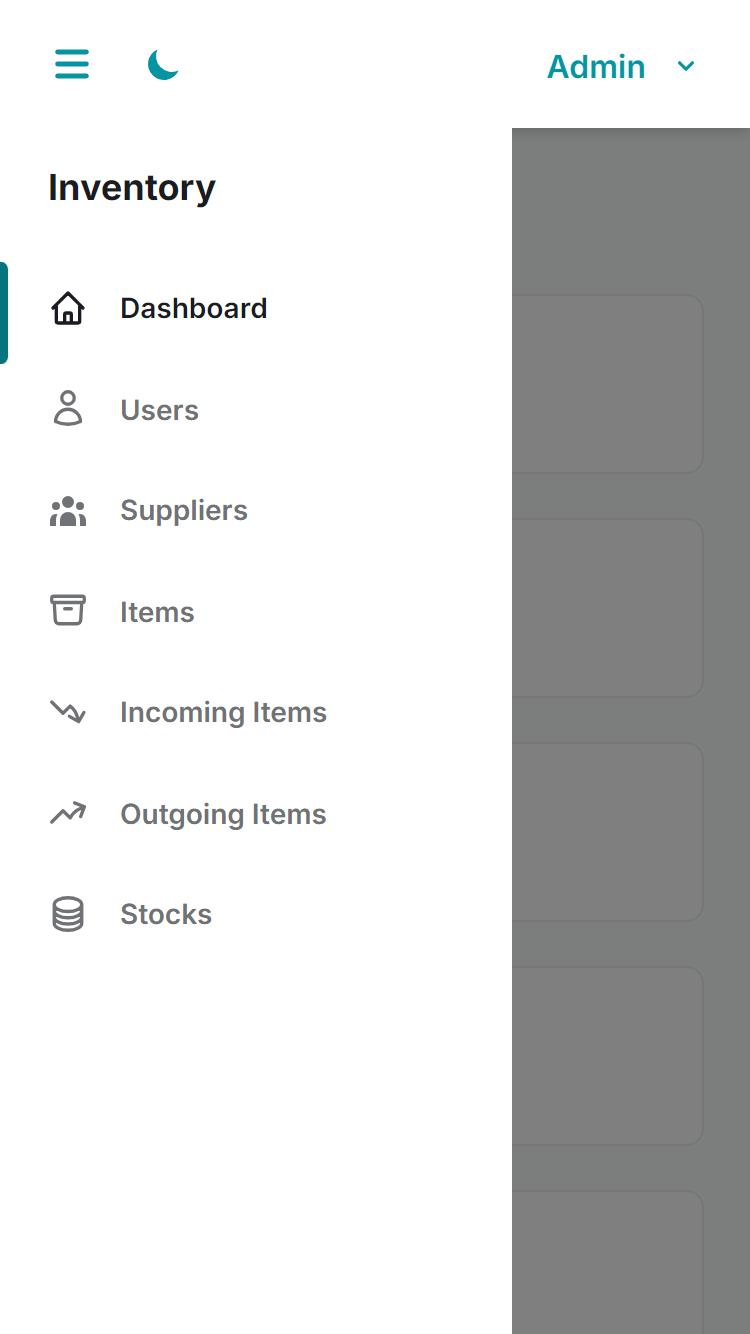 Admin
Inventory
Dashboard
Users
Suppliers
Items
Incoming Items
Outgoing Items
Stocks